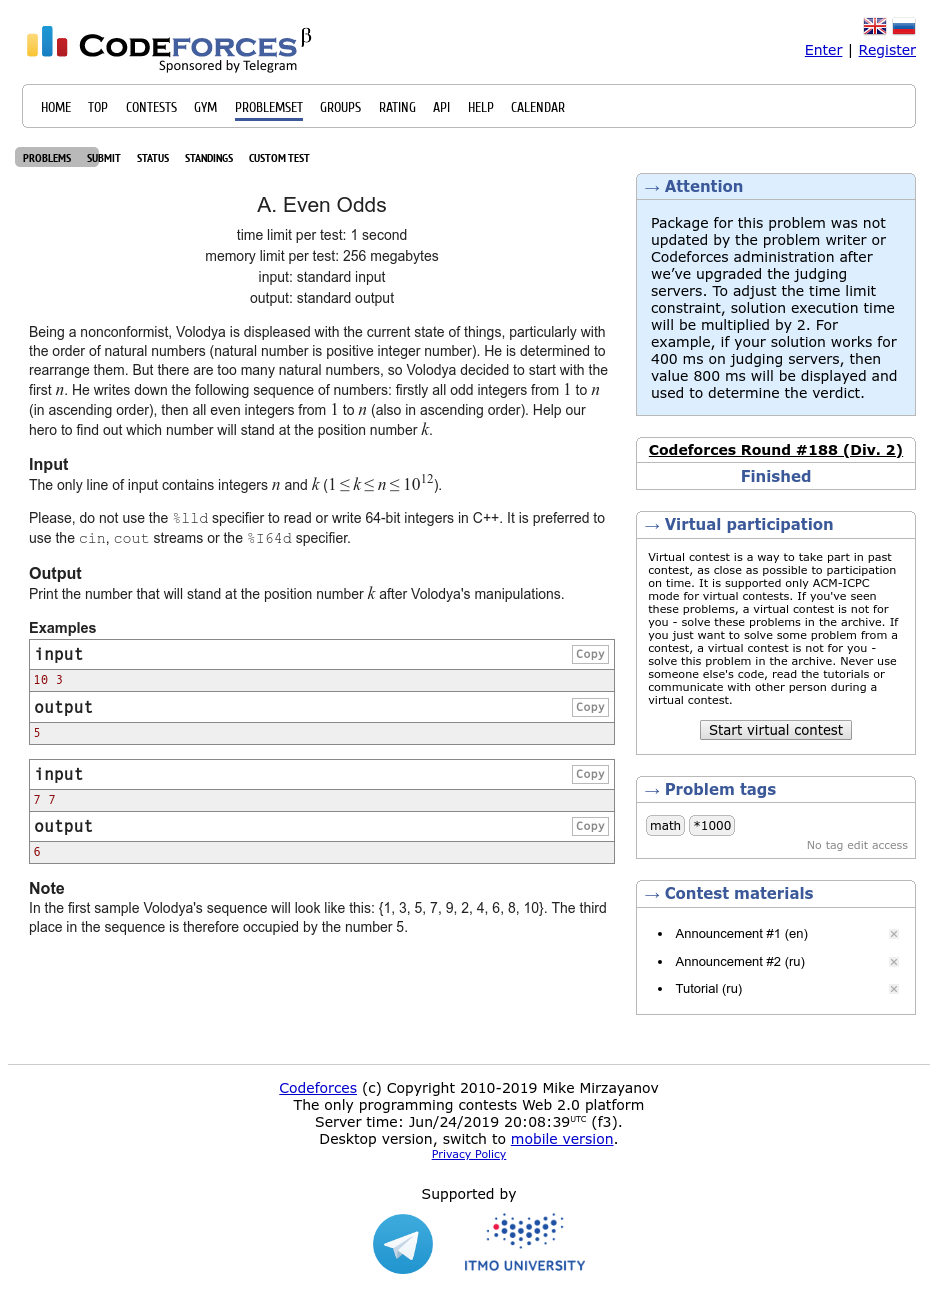 CODEFORCESβ
Sponsored by Telegram
Enter | Register
HOME TOP CONTESTS GYM PROBLEMSET GROUPS RATING API HELP CALENDAR
PROBLEMS SUBMIT STATUS STANDINGS CUSTOM TEST
A. Even Odds
time limit per test: 1 second
memory limit per test: 256 megabytes
input: standard input
output: standard output
Being a nonconformist, Volodya is displeased with the current state of things, particularly with
the order of natural numbers (natural number is positive integer number). He is determined to
rearrange them. But there are too many natural numbers, so Volodya decided to start with the
first n. He writes down the following sequence of numbers: firstly all odd integers from 1 to n
(in ascending order), then all even integers from 1 to n (also in ascending order). Help our
hero to find out which number will stand at the position number k.
Input
The only line of input contains integers n and k (1 ≤ k ≤ n ≤ 10^12).
Please, do not use the %lld specifier to read or write 64-bit integers in C++. It is preferred to
use the cin, cout streams or the %I64d specifier.
Output
Print the number that will stand at the position number k after Volodya's manipulations.
Examples
input Copy
10 3
output Copy
5
input Copy
7 7
output Copy
6
Note
In the first sample Volodya's sequence will look like this: {1, 3, 5, 7, 9, 2, 4, 6, 8, 10}. The third
place in the sequence is therefore occupied by the number 5.
→ Attention
Package for this problem was not
updated by the problem writer or
Codeforces administration after
we’ve upgraded the judging
servers. To adjust the time limit
constraint, solution execution time
will be multiplied by 2. For
example, if your solution works for
400 ms on judging servers, then
value 800 ms will be displayed and
used to determine the verdict.
Codeforces Round #188 (Div. 2)
Finished
→ Virtual participation
Virtual contest is a way to take part in past
contest, as close as possible to participation
on time. It is supported only ACM-ICPC
mode for virtual contests. If you've seen
these problems, a virtual contest is not for
you - solve these problems in the archive. If
you just want to solve some problem from a
contest, a virtual contest is not for you -
solve this problem in the archive. Never use
someone else's code, read the tutorials or
communicate with other person during a
virtual contest.
Start virtual contest
→ Problem tags
math *1000
No tag edit access
→ Contest materials
• Announcement #1 (en)
• Announcement #2 (ru)
• Tutorial (ru)
Codeforces (c) Copyright 2010-2019 Mike Mirzayanov
The only programming contests Web 2.0 platform
Server time: Jun/24/2019 20:08:39UTC (f3).
Desktop version, switch to mobile version.
Privacy Policy
Supported by
ITMO UNIVERSITY